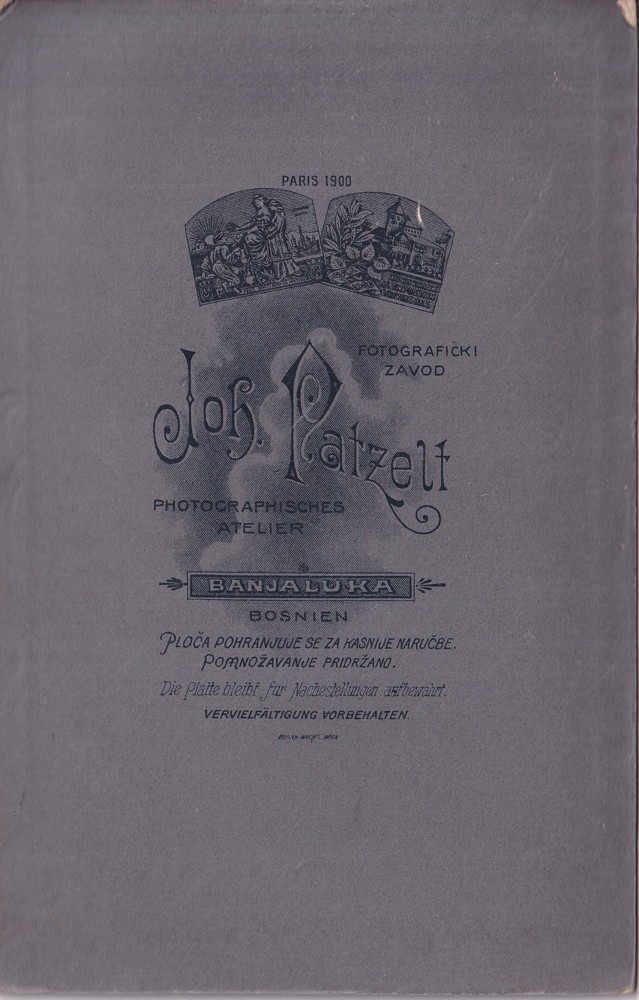 PARIS 1900
FOTOGRAFIČKI
ZAVOD
Joh. Patzelt
PHOTOGRAPHISCHES
ATELIER
BANJALUKA
BOSNIEN
PLOČA POHRANJUJE SE ZA KASNIJE NARUČBE.
POMNOŽAVANJE PRIDRŽANO.
Die Platte bleibt für Nachestellungen aufbewahrt.
VERVIELFÄLTIGUNG VORBEHALTEN.